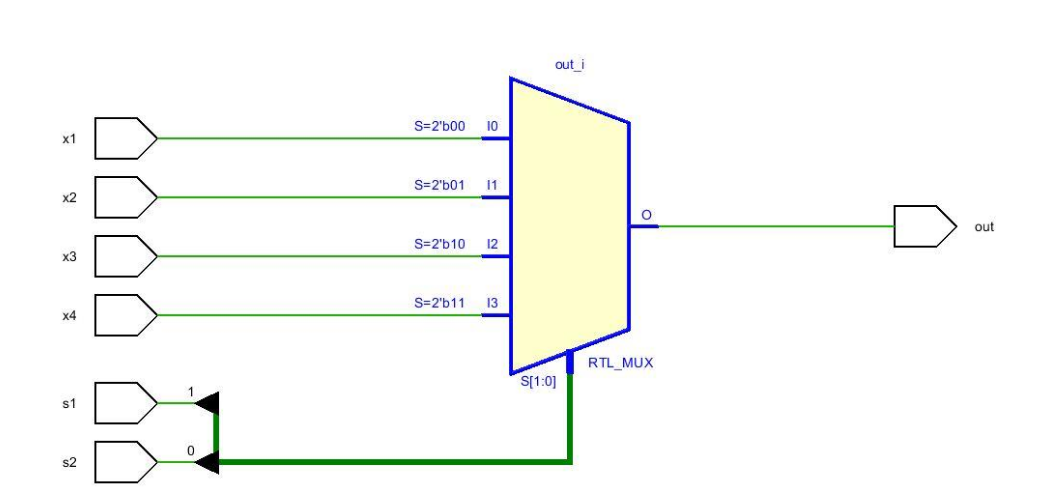 out_i
x1 S=2'b00 I0
x2 S=2'b01 I1
O
out
x3 S=2'b10 I2
x4 S=2'b11 I3
RTL_MUX
S[1:0]
s1 1
s2 0